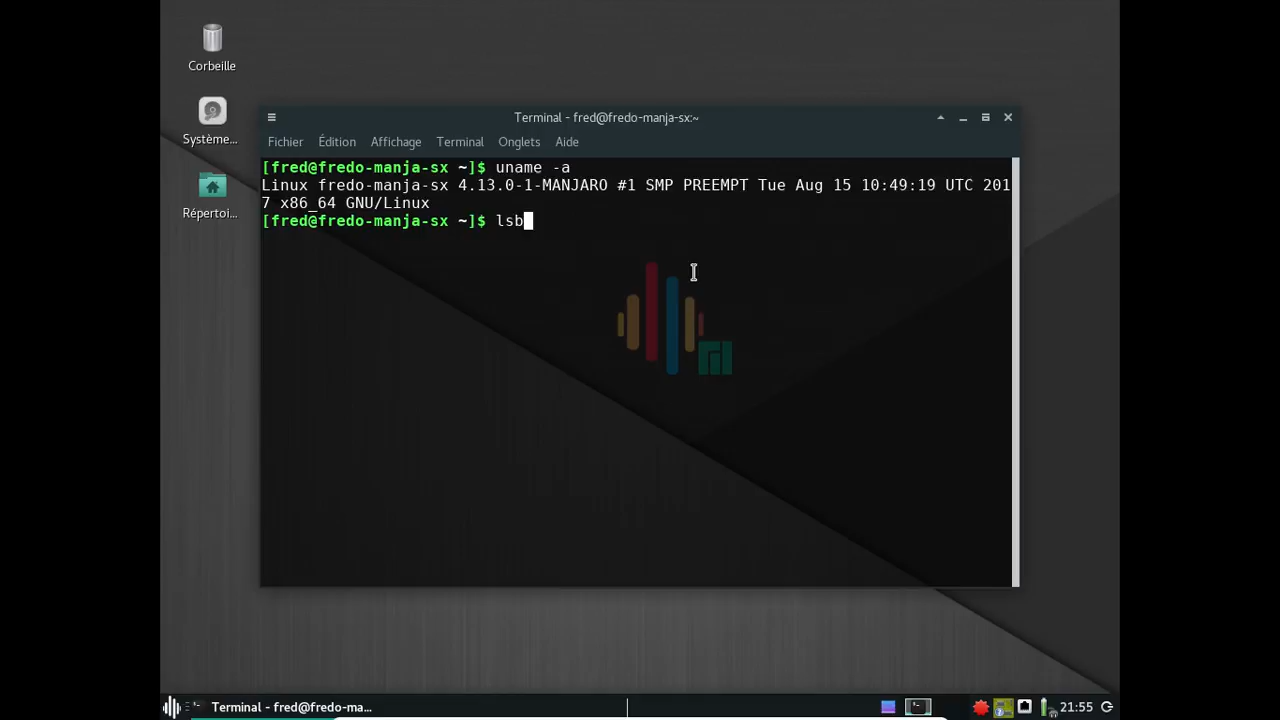 Corbeille
Système...
Répertoi...
Terminal - fred@fredo-manja-sx:~
Fichier Édition Affichage Terminal Onglets Aide
[fred@fredo-manja-sx ~]$ uname -a
Linux fredo-manja-sx 4.13.0-1-MANJARO #1 SMP PREEMPT Tue Aug 15 10:49:19 UTC 201
7 x86_64 GNU/Linux
[fred@fredo-manja-sx ~]$ lsb
Terminal - fred@fredo-ma...
21:55